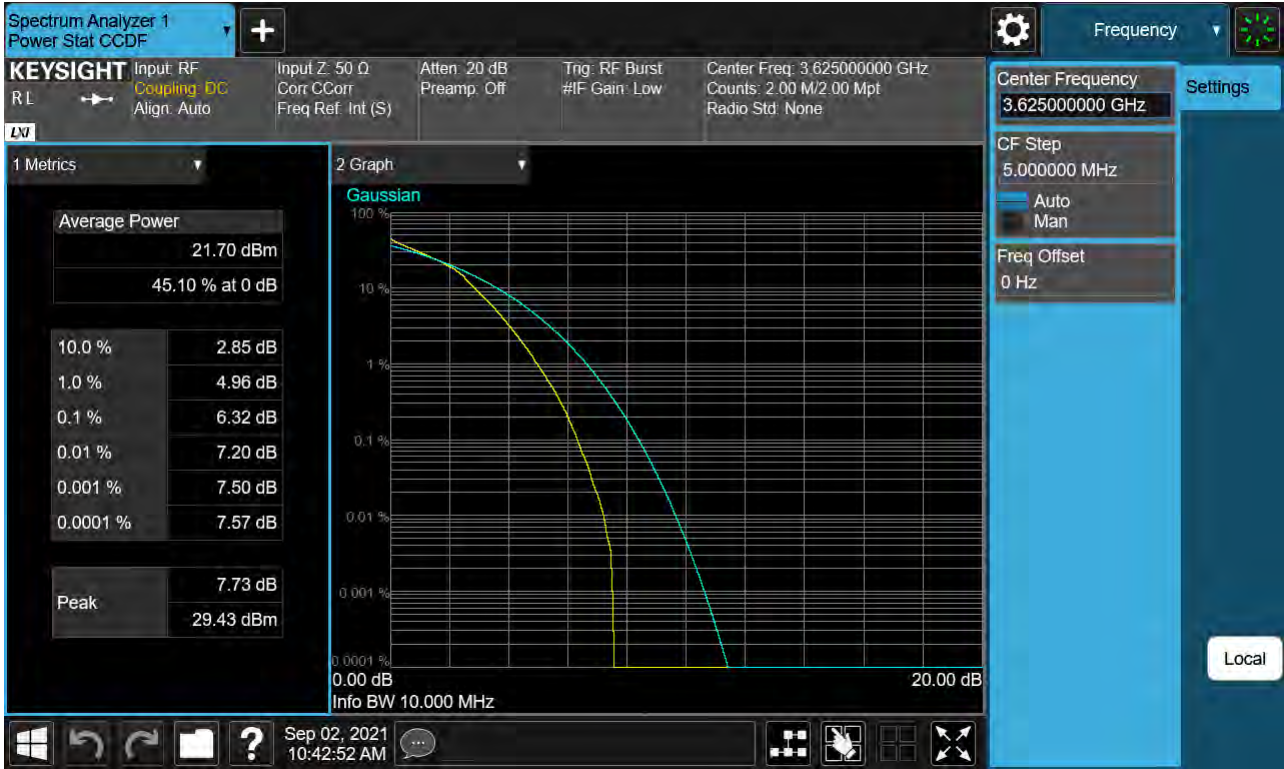 Spectrum Analyzer 1
Power Stat CCDF
Frequency
KEYSIGHT
R L
LXI
Input: RF
Coupling: DC
Align: Auto
Input Z: 50 Ω
Corr CCorr
Freq Ref: Int (S)
Atten: 20 dB
Preamp: Off
Trig: RF Burst
#IF Gain: Low
Center Freq: 3.625000000 GHz
Counts: 2.00 M/2.00 Mpt
Radio Std: None
Center Frequency
3.625000000 GHz
Settings
CF Step
5.000000 MHz
Auto
Man
Freq Offset
0 Hz
Local
1 Metrics
Average Power
21.70 dBm
45.10 % at 0 dB
10.0 % 2.85 dB
1.0 % 4.96 dB
0.1 % 6.32 dB
0.01 % 7.20 dB
0.001 % 7.50 dB
0.0001 % 7.57 dB
Peak
7.73 dB
29.43 dBm
2 Graph
Gaussian
100 %
10 %
1 %
0.1 %
0.01 %
0.001 %
0.0001 %
0.00 dB 20.00 dB
Info BW 10.000 MHz
?
Sep 02, 2021
10:42:52 AM